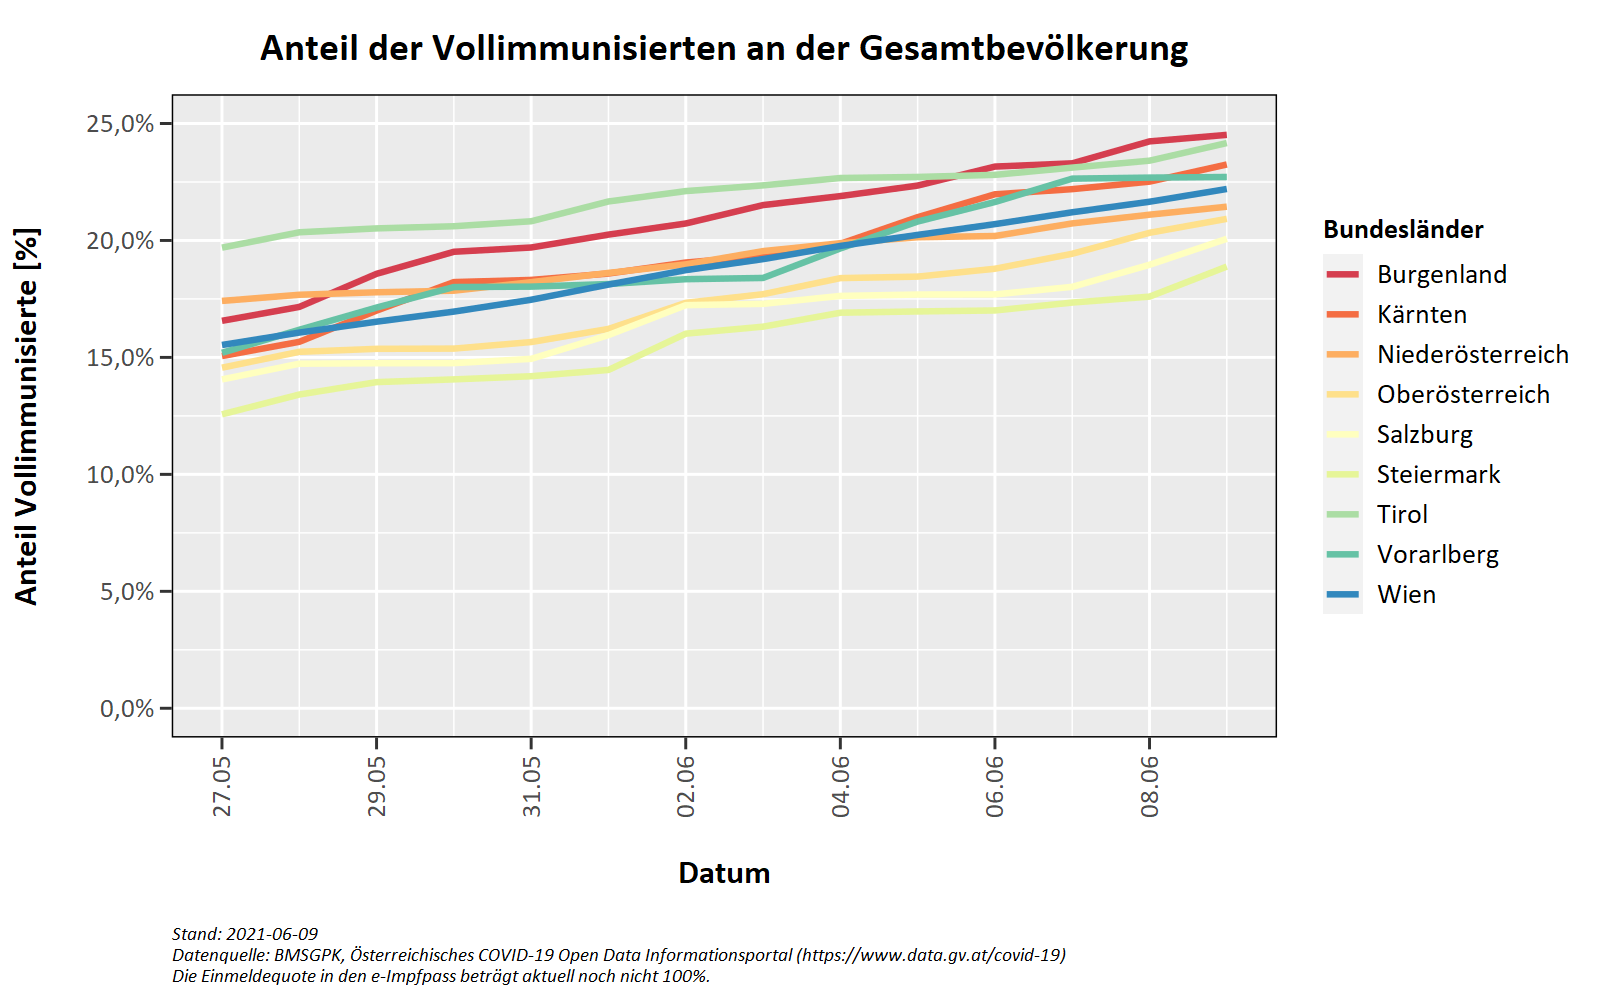 Anteil der Vollimmunisierten an der Gesamtbevölkerung
Anteil Vollimmunisierte [%]
25,0%
20,0%
15,0%
10,0%
5,0%
0,0%
27.05
29.05
31.05
02.06
04.06
06.06
08.06
Datum
Bundesländer
Burgenland
Kärnten
Niederösterreich
Oberösterreich
Salzburg
Steiermark
Tirol
Vorarlberg
Wien
Stand: 2021-06-09
Datenquelle: BMSGPK, Österreichisches COVID-19 Open Data Informationsportal (https://www.data.gv.at/covid-19)
Die Einmeldequote in den e-Impfpass beträgt aktuell noch nicht 100%.